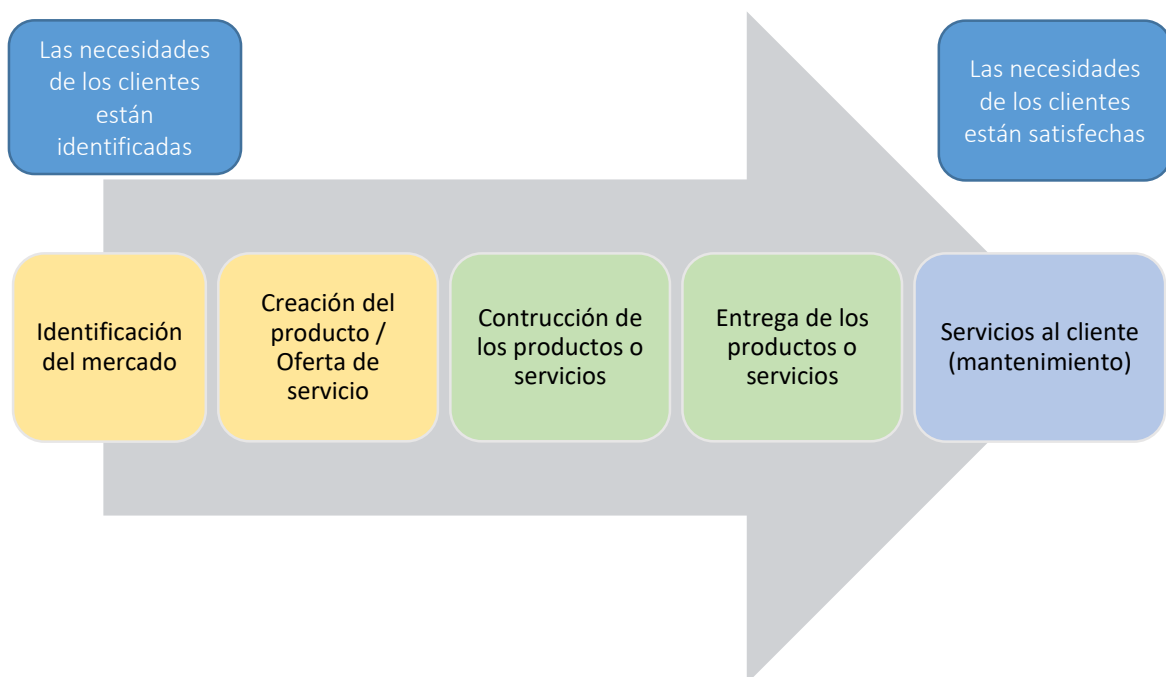 Las necesidades
de los clientes
están
identificadas
Las necesidades
de los clientes
están satisfechas
Identificación
del mercado
Creación del
producto /
Oferta de
servicio
Contrucción de
los productos o
servicios
Entrega de los
productos o
servicios
Servicios al cliente
(mantenimiento)